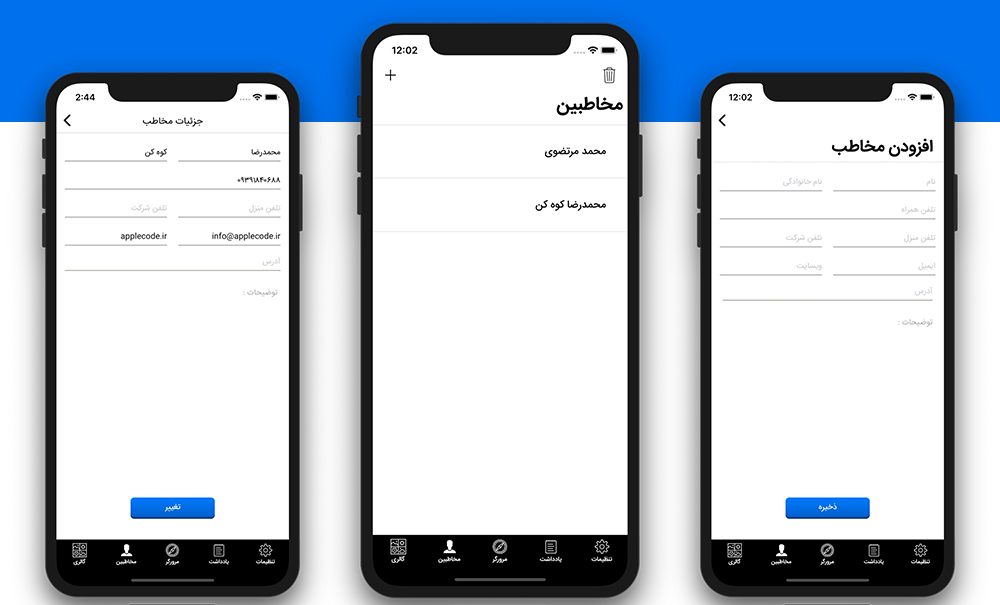 2:44
جزئیات مخاطب
محمدرضا کوه کن
۰۹۳۹۱۸۴۰۶۸۸
تلفن منزل تلفن شرکت
info@applecode.ir applecode.ir
آدرس
توضیحات :
تغییر
تنظیمات یادداشت مرورگر مخاطبین گالری
12:02
مخاطبین
محمد مرتضوی
محمدرضا کوه کن
تنظیمات یادداشت مرورگر مخاطبین گالری
12:02
افزودن مخاطب
نام نام خانوادگی
تلفن همراه
تلفن منزل تلفن شرکت
ایمیل وبسایت
آدرس
توضیحات :
ذخیره
تنظیمات یادداشت مرورگر مخاطبین گالری